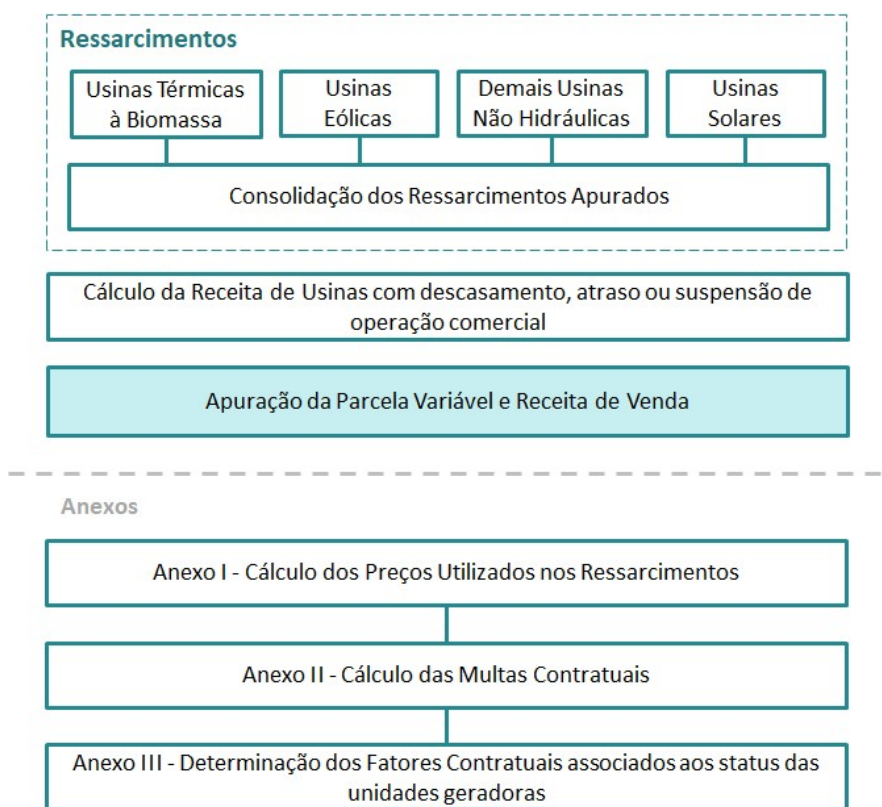 Ressarcimentos
Usinas Térmicas
à Biomassa
Usinas
Eólicas
Demais Usinas
Não Hidráulicas
Usinas
Solares
Consolidação dos Ressarcimentos Apurados
Cálculo da Receita de Usinas com descasamento, atraso ou suspensão de
operação comercial
Apuração da Parcela Variável e Receita de Venda
Anexos
Anexo I - Cálculo dos Preços Utilizados nos Ressarcimentos
Anexo II - Cálculo das Multas Contratuais
Anexo III - Determinação dos Fatores Contratuais associados aos status das
unidades geradoras